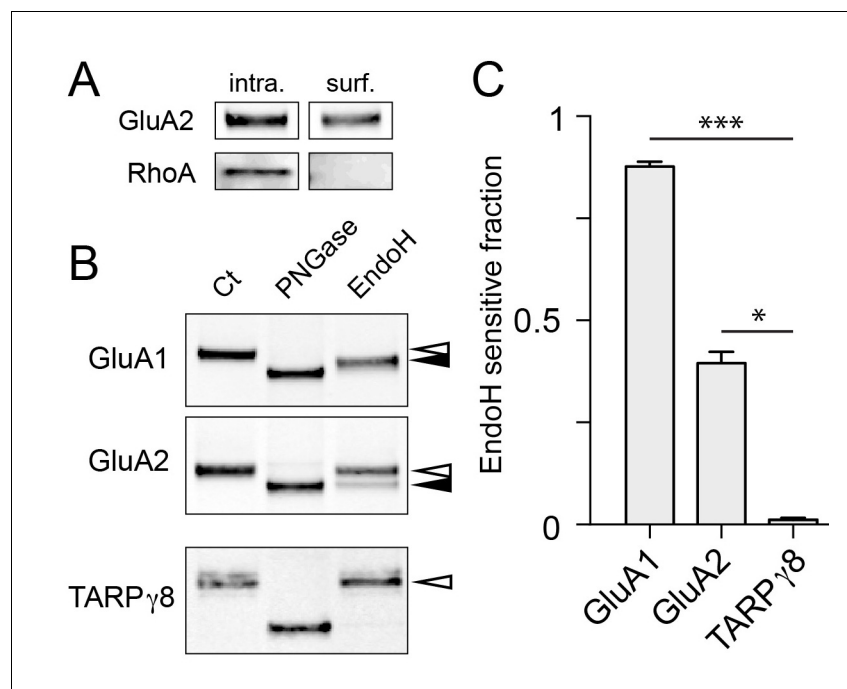 A
intra. surf.
GluA2
RhoA
B
Ct PNGase EndoH
GluA1
GluA2
TARPγ8
C
EndoH sensitive fraction
1
0.5
0
***
*
GluA1 GluA2 TARPγ8